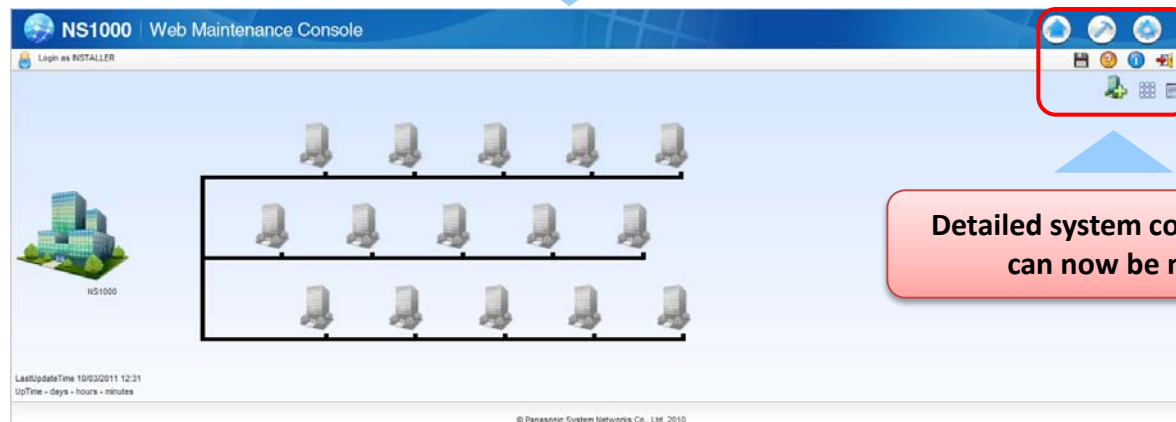 NS1000 Web Maintenance Console
Login as INSTALLER
Detailed system co
can now be
NS1000
LastUpdateTime 10/03/2011 12:31
UpTime - days - hours - minutes
© Panasonic System Networks Co., Ltd. 2010